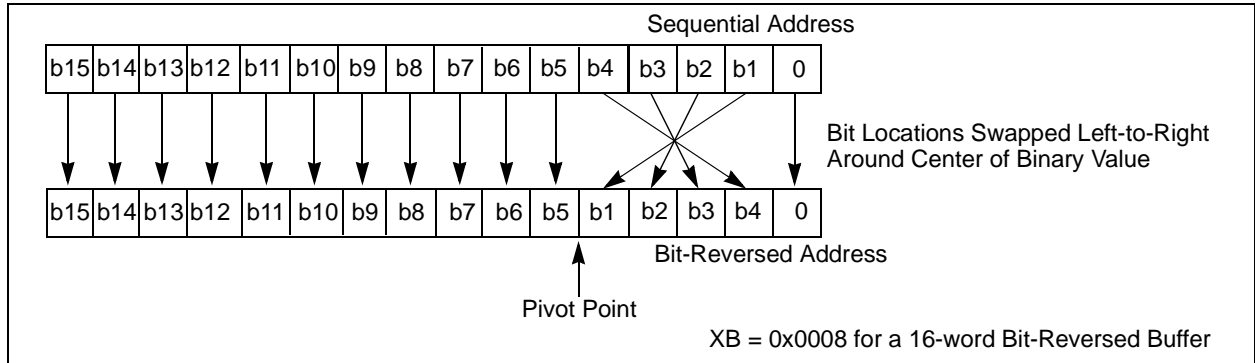 Sequential Address
b15 b14 b13 b12 b11 b10 b9 b8 b7 b6 b5 b4 b3 b2 b1 0
Bit Locations Swapped Left-to-Right
Around Center of Binary Value
b15 b14 b13 b12 b11 b10 b9 b8 b7 b6 b5 b1 b2 b3 b4 0
Bit-Reversed Address
Pivot Point
XB = 0x0008 for a 16-word Bit-Reversed Buffer